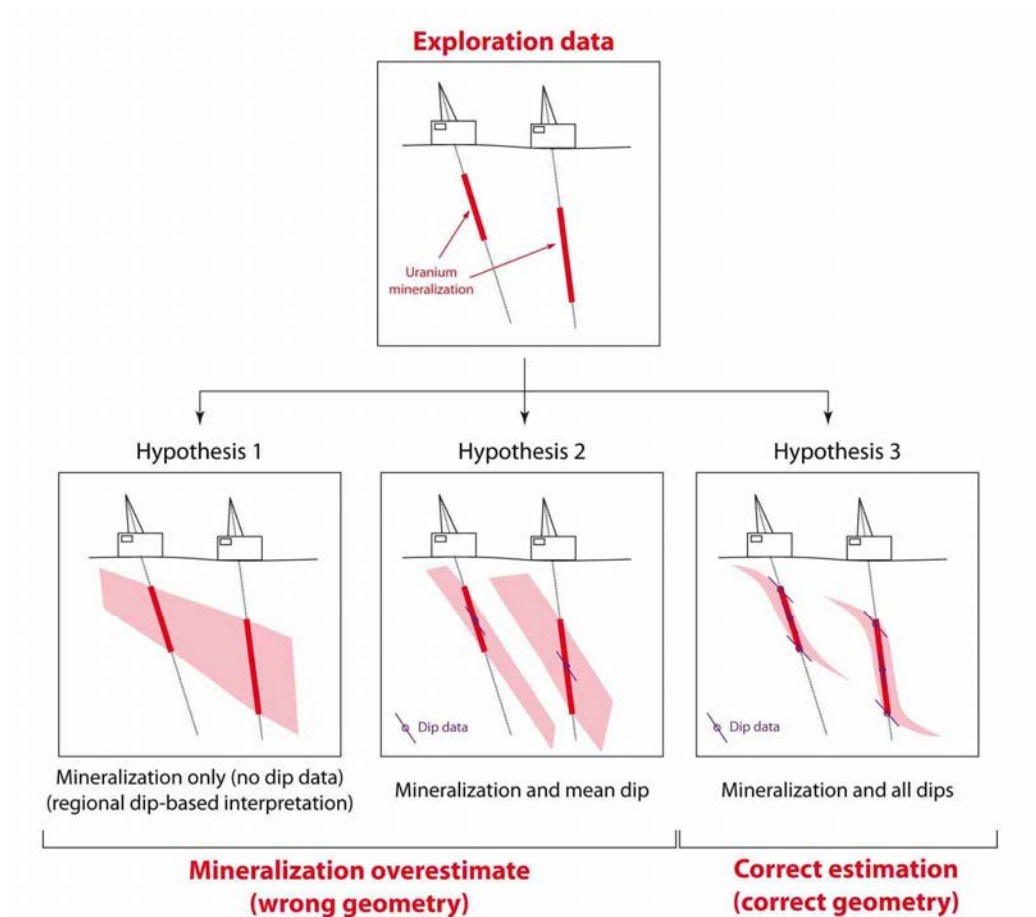 Exploration data
Uranium
mineralization
Hypothesis 1
Hypothesis 2
Hypothesis 3
Dip data
Dip data
Mineralization only (no dip data)
(regional dip-based interpretation)
Mineralization and mean dip
Mineralization and all dips
Mineralization overestimate
(wrong geometry)
Correct estimation
(correct geometry)